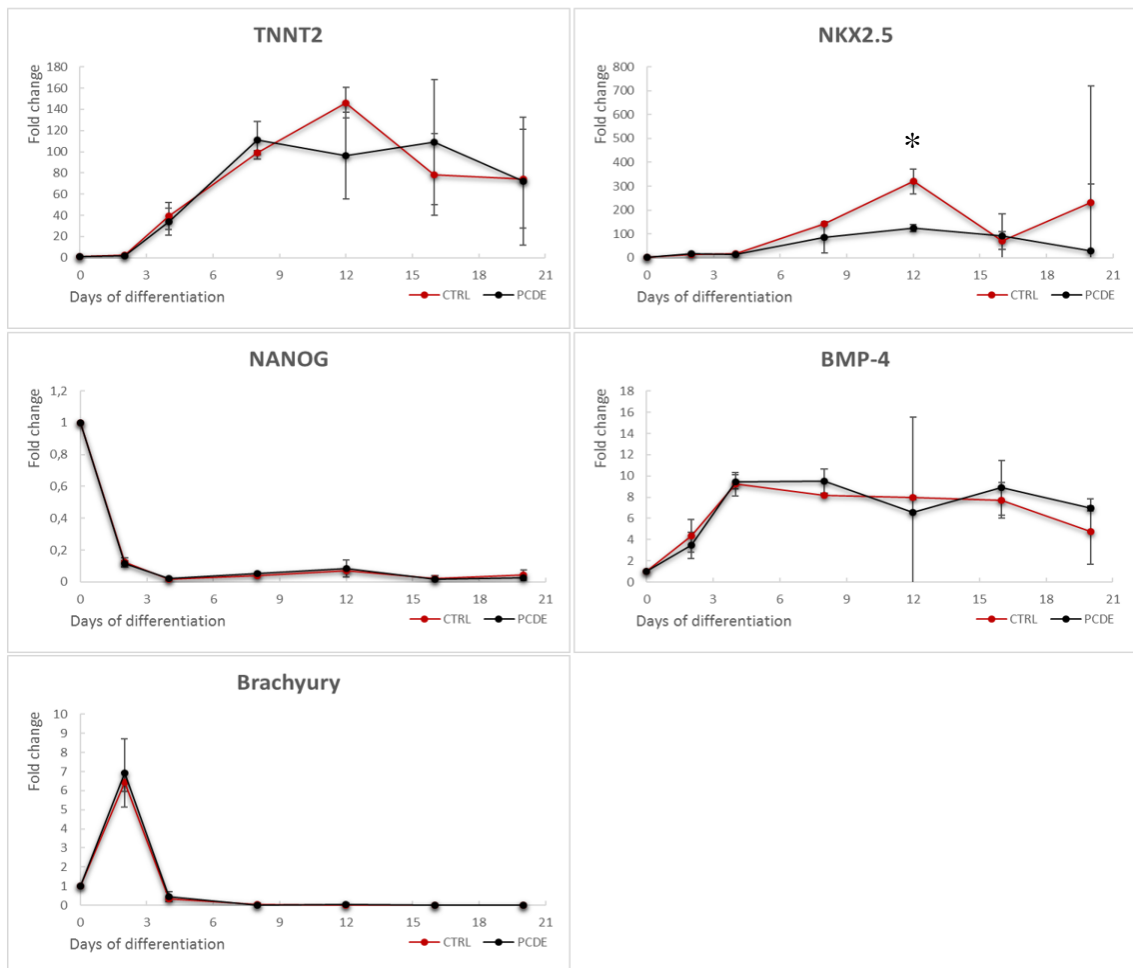 TNNT2
Fold change
180
160
140
120
100
80
60
40
20
0
0 3 6 9 12 15 18 21
Days of differentiation
CTRL PCDE
NKX2.5
Fold change
800
700
600
500
400
300
200
100
0
*
0 3 6 9 12 15 18 21
Days of differentiation
CTRL PCDE
NANOG
Fold change
1,2
1
0,8
0,6
0,4
0,2
0
0 3 6 9 12 15 18 21
Days of differentiation
CTRL PCDE
BMP-4
Fold change
18
16
14
12
10
8
6
4
2
0
0 3 6 9 12 15 18 21
Days of differentiation
CTRL PCDE
Brachyury
Fold change
10
9
8
7
6
5
4
3
2
1
0
0 3 6 9 12 15 18 21
Days of differentiation
CTRL PCDE